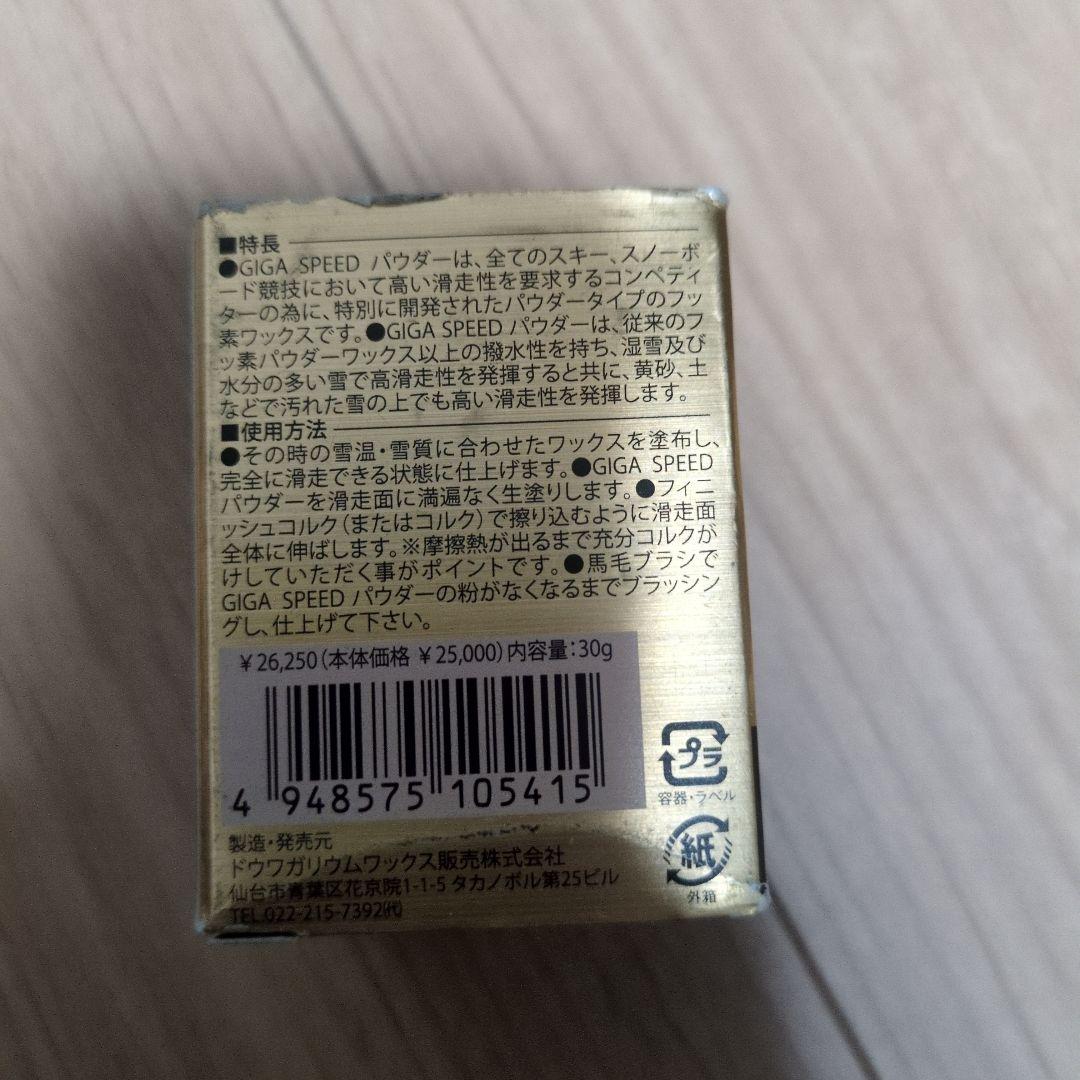 ■特長
●GIGA SPEED パウダーは、全てのスキー、スノーボ
ード競技において高い滑走性を要求するコンペティ
ターの為に、特別に開発されたパウダータイプのフッ
素ワックスです。●GIGA SPEED パウダーは、従来のフ
ッ素パウダーワックス以上の撥水性を持ち、湿雪及び
水分の多い雪で高滑走性を発揮すると共に、黄砂、土
などで汚れた雪の上でも高い滑走性を発揮します。
■使用方法
●その時の雪温・雪質に合わせたワックスを塗布し、
完全に滑走できる状態に仕上げます。●GIGA SPEED
パウダーを滑走面に満遍なく生塗りします。●フィニ
ッシュコルク(またはコルク)で擦り込むように滑走面
全体に伸ばします。※摩擦熱が出るまで充分コルクが
けしていただく事がポイントです。●馬毛ブラシで
GIGA SPEED パウダーの粉がなくなるまでブラッシン
グし、仕上げて下さい。
¥26,250(本体価格 ¥25,000)内容量:30g
4 948575 105415
プラ
容器・ラベル
紙
外箱
製造・発売元
ドウワガリウムワックス販売株式会社
仙台市青葉区花京院1-1-5 タカノボル第25ビル
TEL.022-215-7392㈹